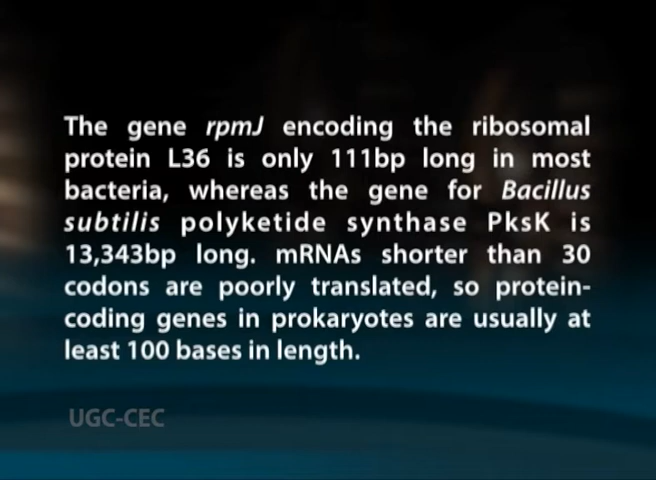 The gene rpmJ encoding the ribosomal
protein L36 is only 111bp long in most
bacteria, whereas the gene for Bacillus
subtilis polyketide synthase PksK is
13,343bp long. mRNAs shorter than 30
codons are poorly translated, so protein-
coding genes in prokaryotes are usually at
least 100 bases in length.
UGC-CEC